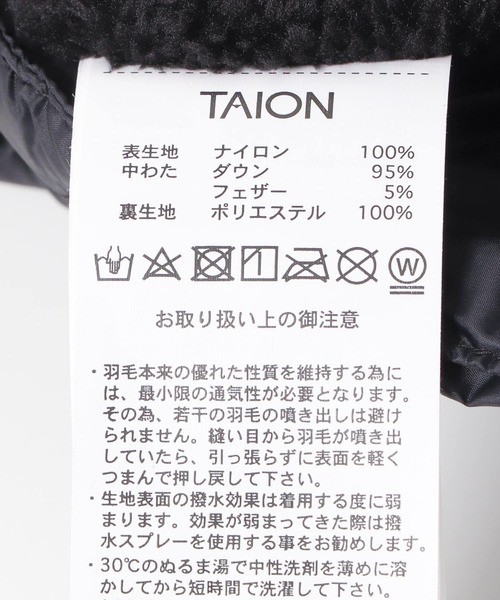 TAION
表生地 ナイロン 100%
中わた ダウン 95%
フェザー 5%
裏生地 ポリエステル 100%
W
お取り扱い上の御注意
・羽毛本来の優れた性質を維持する為に
は、最小限の通気性が必要となります。
その為、若干の羽毛の噴き出しは避け
られません。縫い目から羽毛が噴き出
していたら、引っ張らずに表面を軽く
つまんで押し戻して下さい。
・生地表面の撥水効果は着用する度に弱
まります。効果が弱まってきた際は撥
水スプレーを使用する事をお勧めします。
・30℃のぬるま湯で中性洗剤を薄めに溶
かしてから短時間で洗濯して下さい。